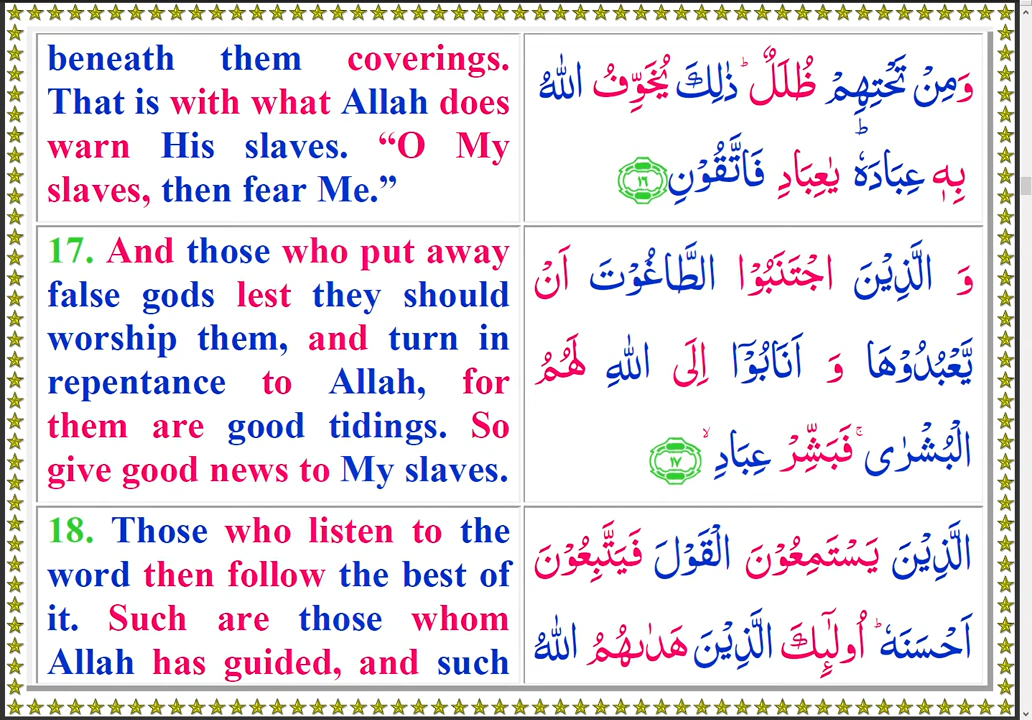 beneath them coverings.
That is with what Allah does
warn His slaves. “O My
slaves, then fear Me.”
وَمِنْ تَحْتِهِمْ ظُلَلٌ ؕ ذٰلِكَ يُخَوِّفُ اللّٰهُ
بِهٖ عِبَادَهٗ ؕ يٰعِبَادِ فَاتَّقُوْنِ ﴿۱۶﴾
17. And those who put away
false gods lest they should
worship them, and turn in
repentance to Allah, for
them are good tidings. So
give good news to My slaves.
وَ الَّذِيْنَ اجْتَنَبُوا الطَّاغُوْتَ اَنْ
يَّعْبُدُوْهَا وَ اَنَابُوْۤا اِلَى اللّٰهِ لَهُمُ
الْبُشْرٰى ۚ فَبَشِّرْ عِبَادِ ۙ ﴿۱۷﴾
18. Those who listen to the
word then follow the best of
it. Such are those whom
Allah has guided, and such
الَّذِيْنَ يَسْتَمِعُوْنَ الْقَوْلَ فَيَتَّبِعُوْنَ
اَحْسَنَهٗ ؕ اُولٰٓئِكَ الَّذِيْنَ هَدٰىهُمُ اللّٰهُ